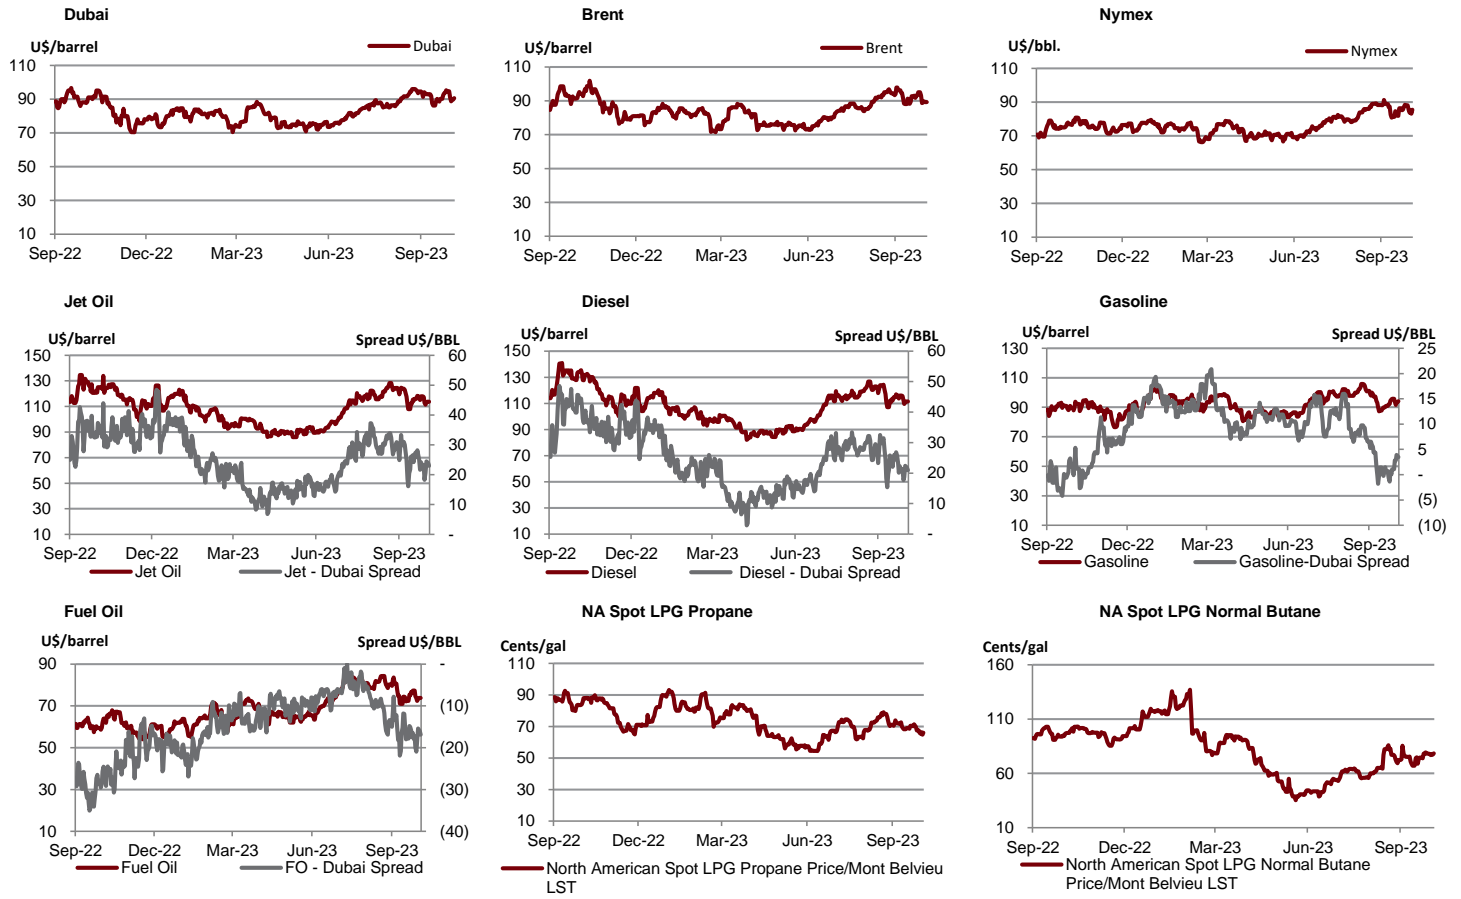 Dubai
U$/barrel
Dubai
110
90
70
50
30
10
Sep-22 Dec-22 Mar-23 Jun-23 Sep-23
Brent
U$/barrel
Brent
110
90
70
50
30
10
Sep-22 Dec-22 Mar-23 Jun-23 Sep-23
Nymex
U$/bbl.
Nymex
110
90
70
50
30
10
Sep-22 Dec-22 Mar-23 Jun-23 Sep-23
Jet Oil
U$/barrel Spread U$/BBL
150 60
130 50
110 40
90 30
70 20
50 10
30 -
10
Sep-22 Dec-22 Mar-23 Jun-23 Sep-23
Jet Oil Jet - Dubai Spread
Diesel
U$/barrel Spread U$/BBL
150 60
130 50
110 40
90 30
70 20
50 10
30 -
10
Sep-22 Dec-22 Mar-23 Jun-23 Sep-23
Diesel Diesel - Dubai Spread
Gasoline
U$/barrel Spread U$/BBL
130 25
110 20
90 15
70 10
50 5
30 -
10 (5)
(10)
Sep-22 Dec-22 Mar-23 Jun-23 Sep-23
Gasoline Gasoline-Dubai Spread
Fuel Oil
U$/barrel Spread U$/BBL
90 -
70 (10)
50 (20)
30 (30)
10 (40)
Sep-22 Dec-22 Mar-23 Jun-23 Sep-23
Fuel Oil FO - Dubai Spread
NA Spot LPG Propane
Cents/gal
110
90
70
50
30
10
Sep-22 Dec-22 Mar-23 Jun-23 Sep-23
North American Spot LPG Propane Price/Mont Belvieu
LST
NA Spot LPG Normal Butane
Cents/gal
160
110
60
10
Sep-22 Dec-22 Mar-23 Jun-23 Sep-23
North American Spot LPG Normal Butane
Price/Mont Belvieu LST